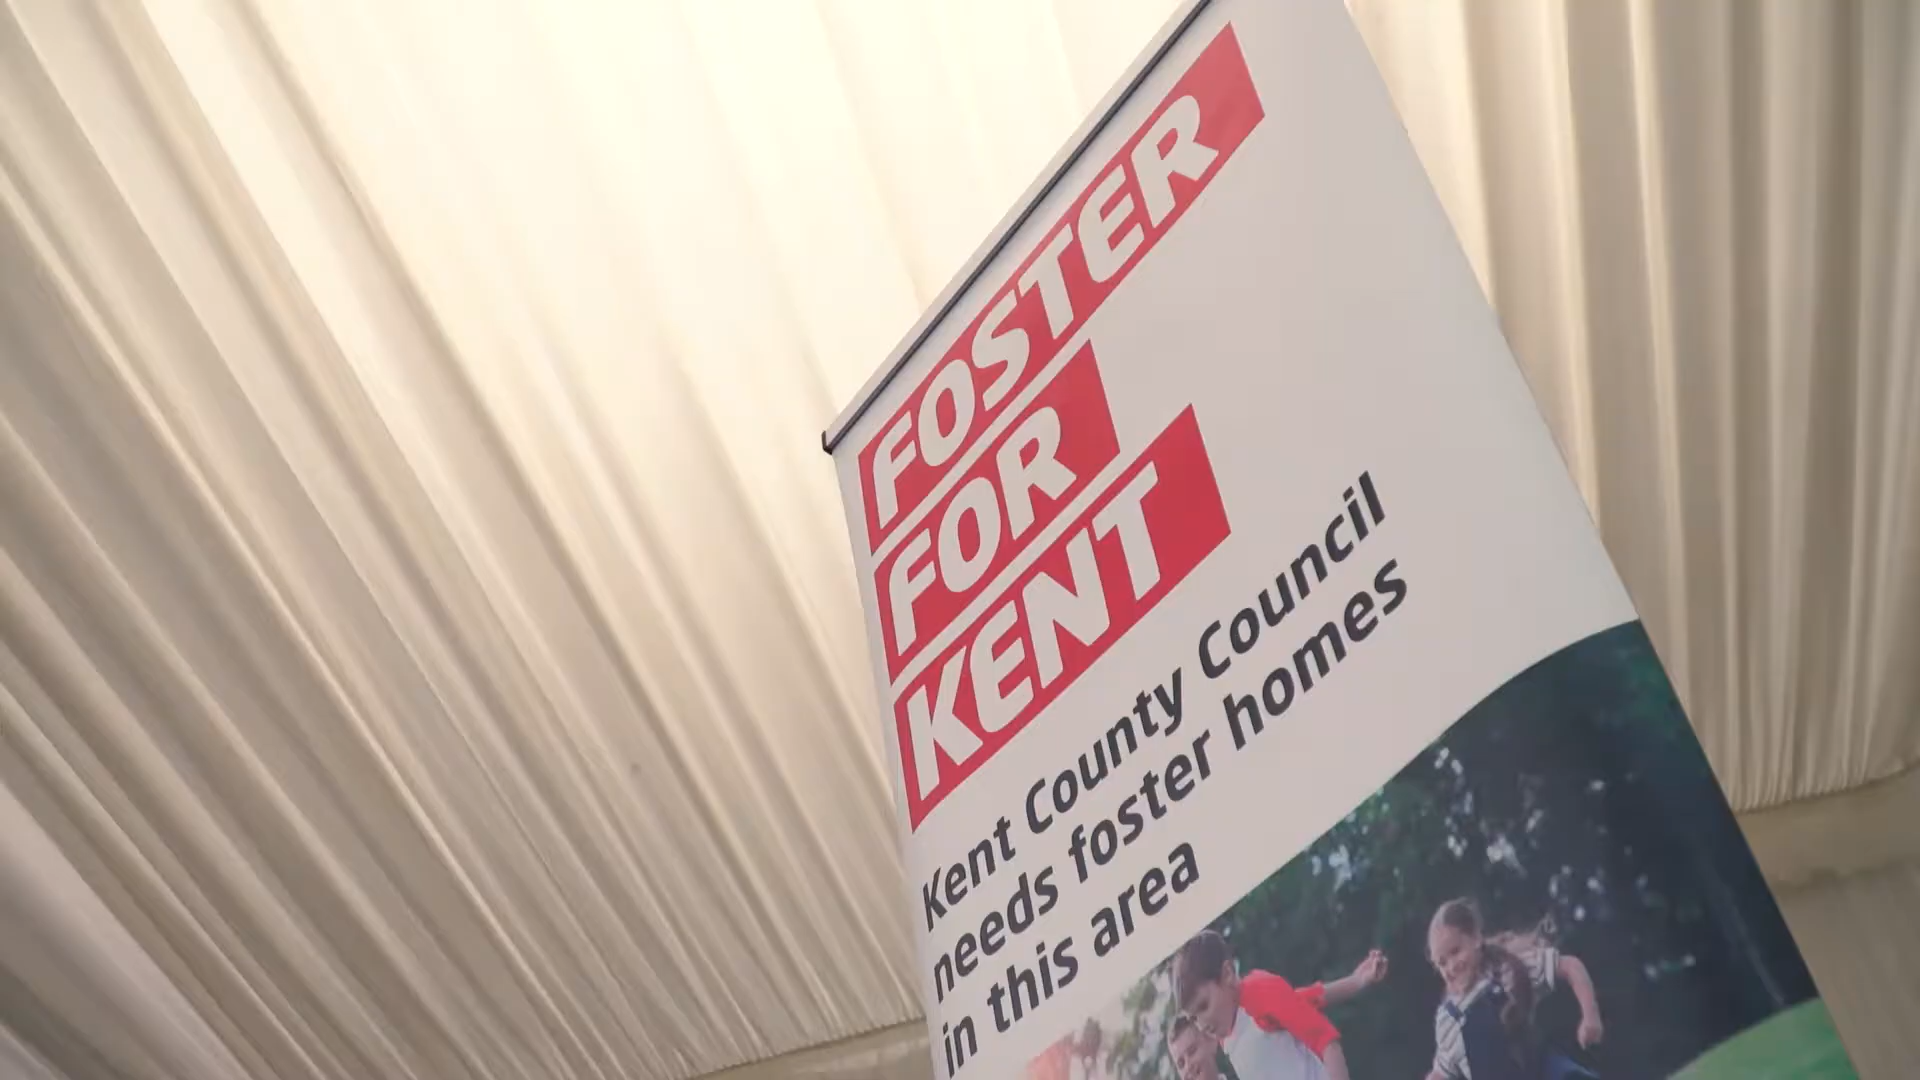 FOSTER
FOR
KENT
Kent County Council
needs foster homes
in this area